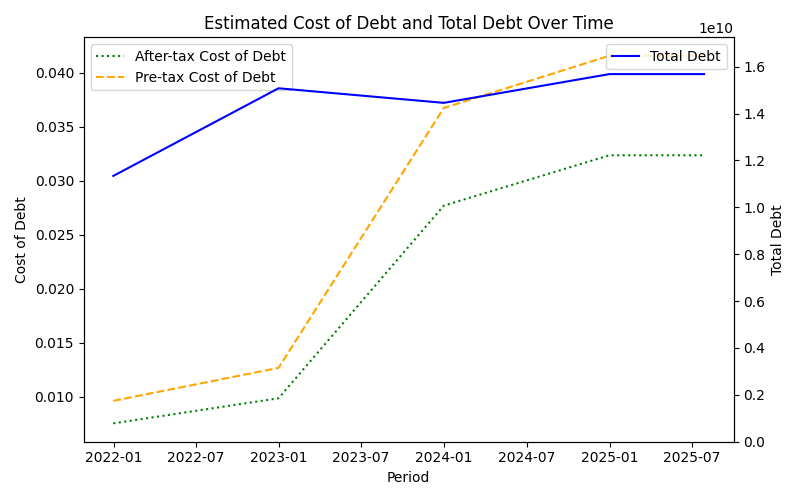 Estimated Cost of Debt and Total Debt Over Time
1e10
After-tax Cost of Debt
Pre-tax Cost of Debt
Total Debt
0.040
0.035
0.030
0.025
0.020
0.015
0.010
Cost of Debt
1.6
1.4
1.2
1.0
0.8
0.6
0.4
0.2
0.0
Total Debt
2022-01 2022-07 2023-01 2023-07 2024-01 2024-07 2025-01 2025-07
Period